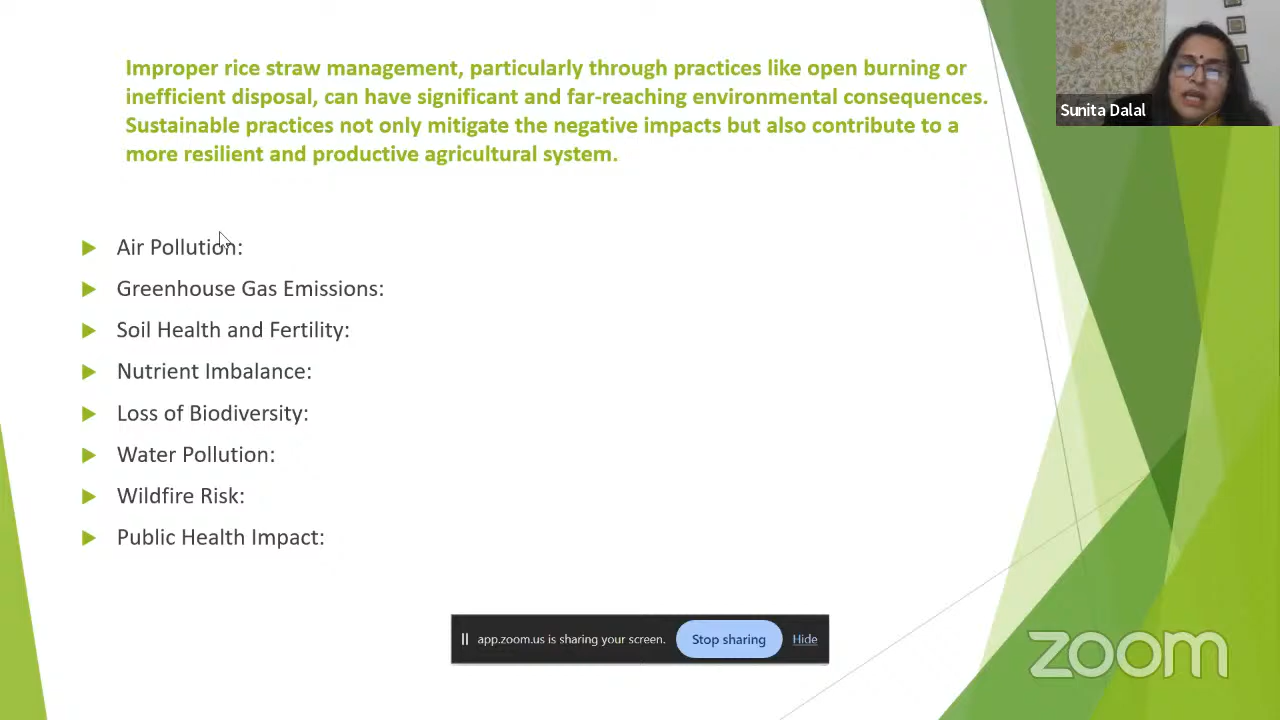 Improper rice straw management, particularly through practices like open burning or
inefficient disposal, can have significant and far-reaching environmental consequences.
Sustainable practices not only mitigate the negative impacts but also contribute to a
more resilient and productive agricultural system.
Sunita Dalal
Air Pollution:
Greenhouse Gas Emissions:
Soil Health and Fertility:
Nutrient Imbalance:
Loss of Biodiversity:
Water Pollution:
Wildfire Risk:
Public Health Impact:
app.zoom.us is sharing your screen. Stop sharing Hide
zoom